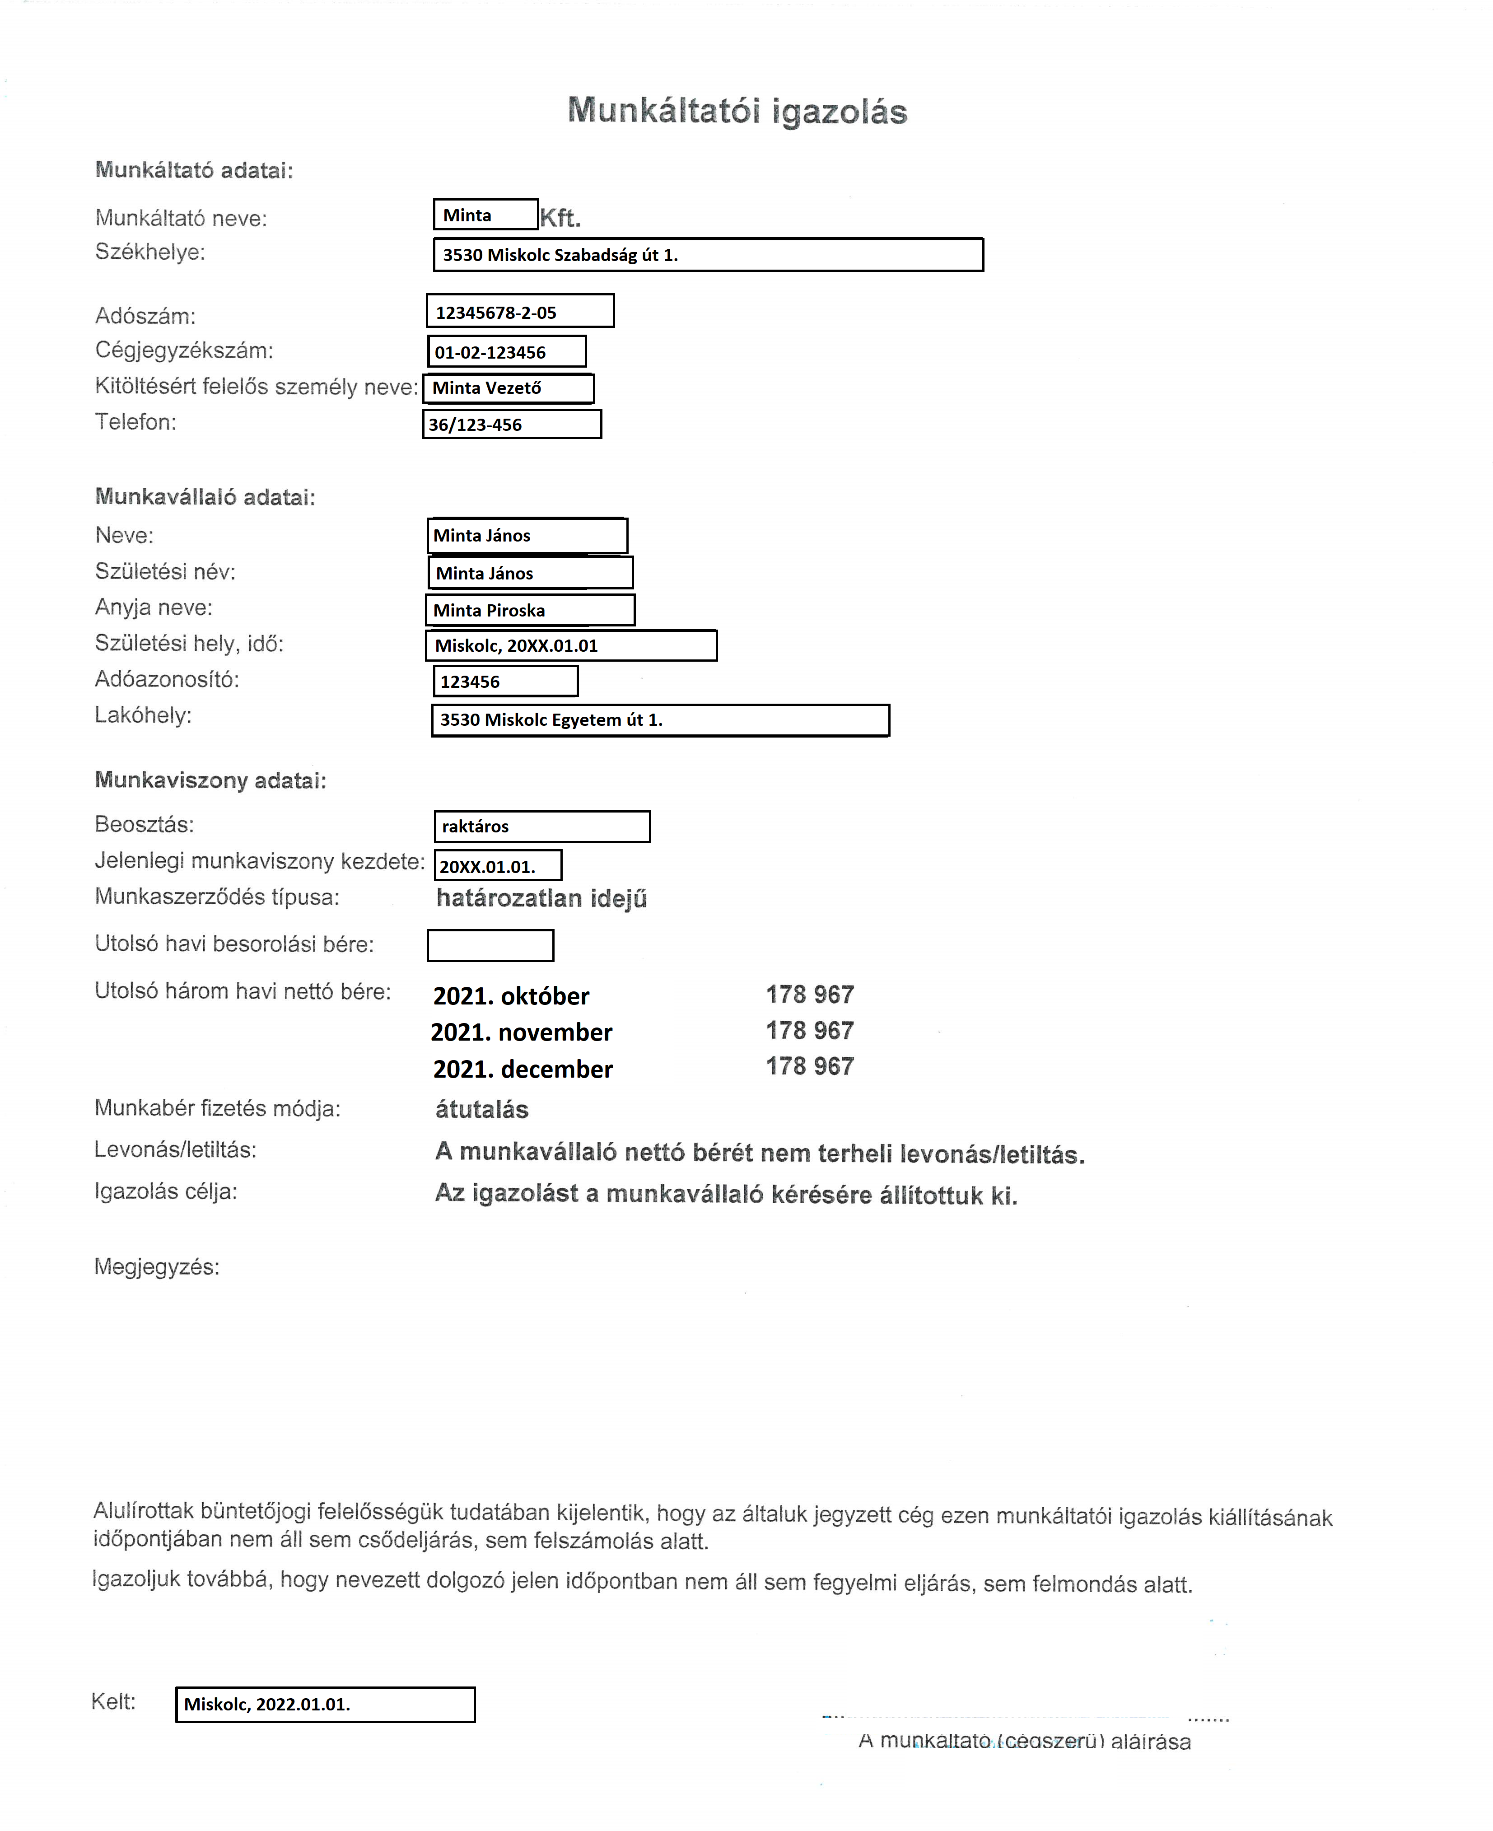 Munkáltatói igazolás
Munkáltató adatai:
Munkáltató neve: Minta Kft.
Székhelye: 3530 Miskolc Szabadság út 1.
Adószám: 12345678-2-05
Cégjegyzékszám: 01-02-123456
Kitöltésért felelős személy neve: Minta Vezető
Telefon: 36/123-456
Munkavállaló adatai:
Neve: Minta János
Születési név: Minta János
Anyja neve: Minta Piroska
Születési hely, idő: Miskolc, 20XX.01.01
Adóazonosító: 123456
Lakóhely: 3530 Miskolc Egyetem út 1.
Munkaviszony adatai:
Beosztás: raktáros
Jelenlegi munkaviszony kezdete: 20XX.01.01.
Munkaszerződés típusa: határozatlan idejű
Utolsó havi besorolási bére:
Utolsó három havi nettó bére: 2021. október 178 967
2021. november 178 967
2021. december 178 967
Munkabér fizetés módja: átutalás
Levonás/letiltás: A munkavállaló nettó bérét nem terheli levonás/letiltás.
Igazolás célja: Az igazolást a munkavállaló kérésére állítottuk ki.
Megjegyzés:
Alulírottak büntetőjogi felelősségük tudatában kijelentik, hogy az általuk jegyzett cég ezen munkáltatói igazolás kiállításának
időpontjában nem áll sem csődeljárás, sem felszámolás alatt.
Igazoljuk továbbá, hogy nevezett dolgozó jelen időpontban nem áll sem fegyelmi eljárás, sem felmondás alatt.
Kelt: Miskolc, 2022.01.01.
A munkáltató (cégszerű) aláírása